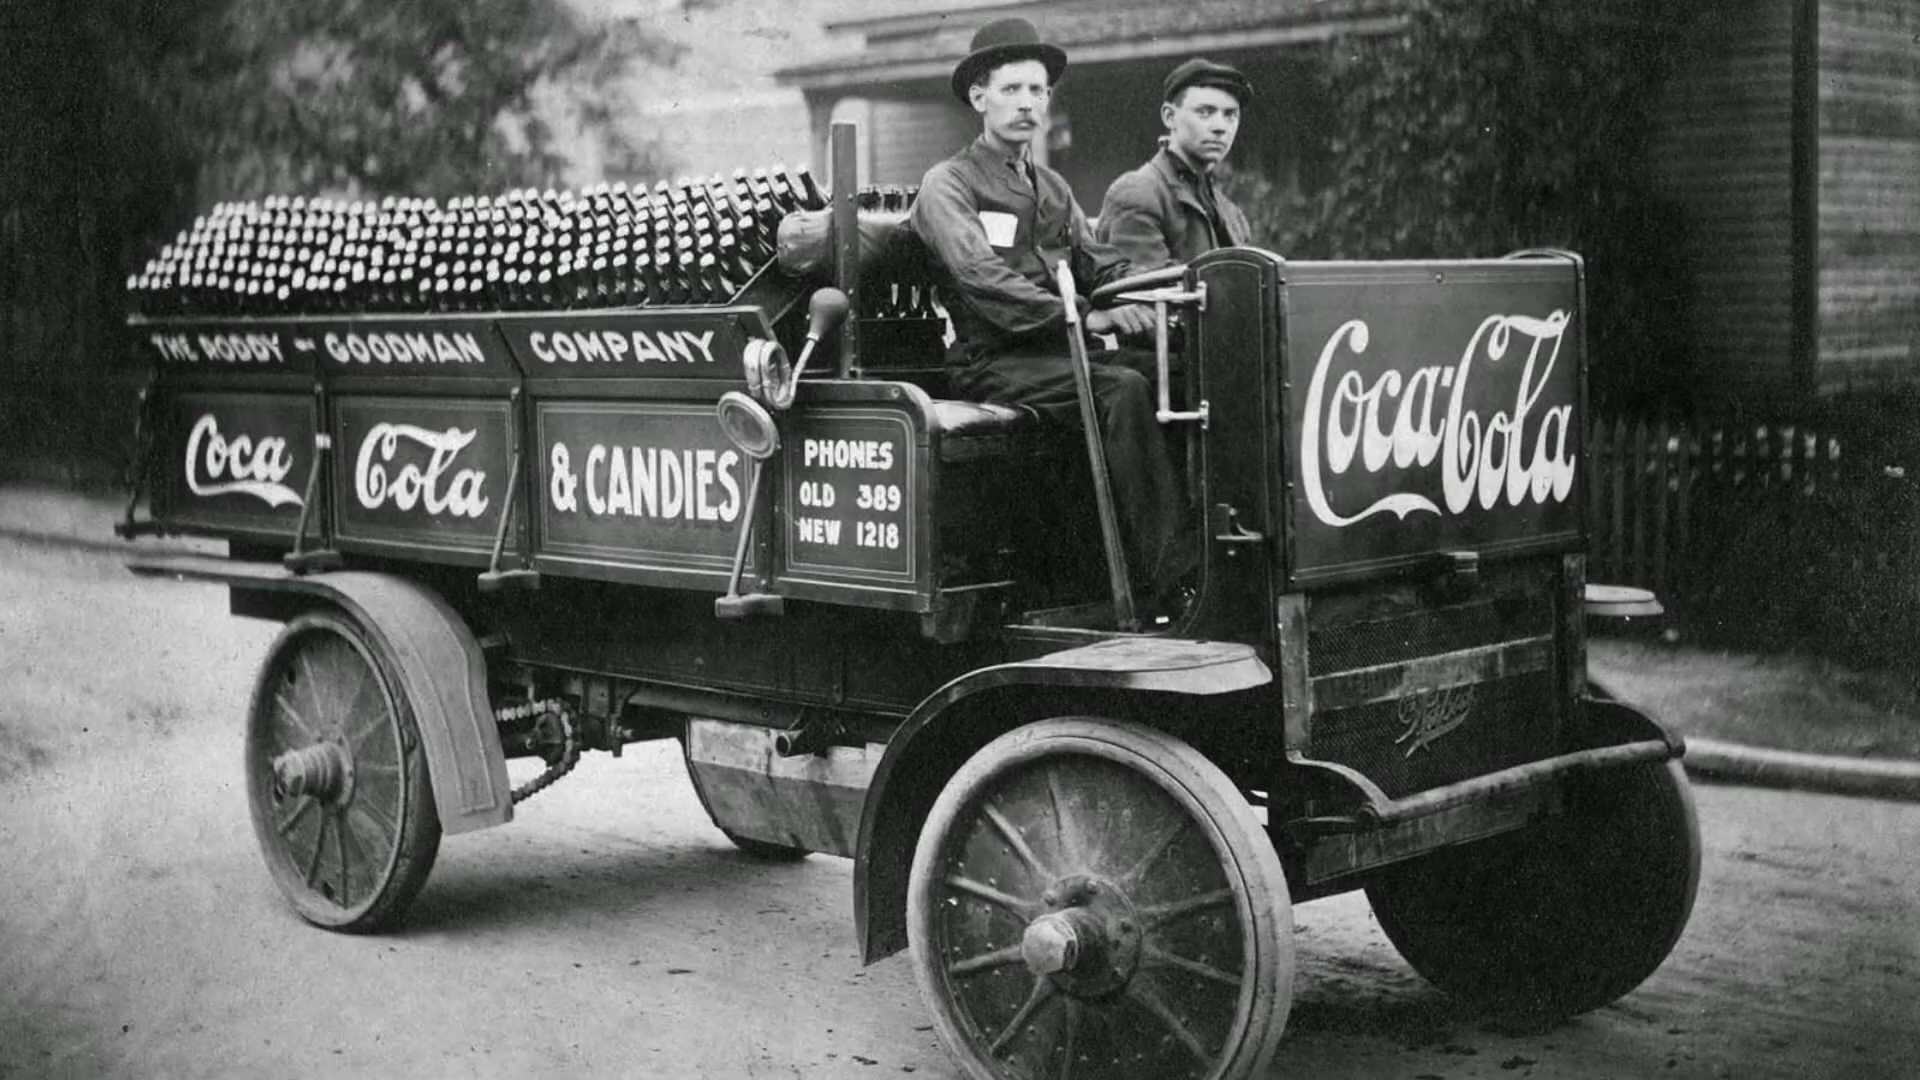 THE RODDY - GOODMAN COMPANY
Coca Cola & CANDIES
PHONES
OLD 389
NEW 1218
Coca-Cola